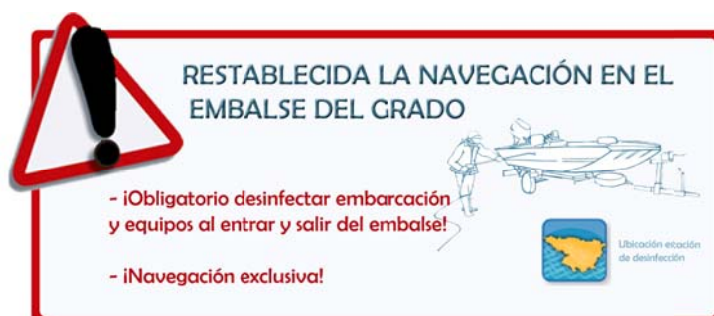 RESTABLECIDA LA NAVEGACIÓN EN EL
EMBALSE DEL GRADO
- ¡Obligatorio desinfectar embarcación
y equipos al entrar y salir del embalse!
- ¡Navegación exclusiva!
Ubicación estación
de desinfección